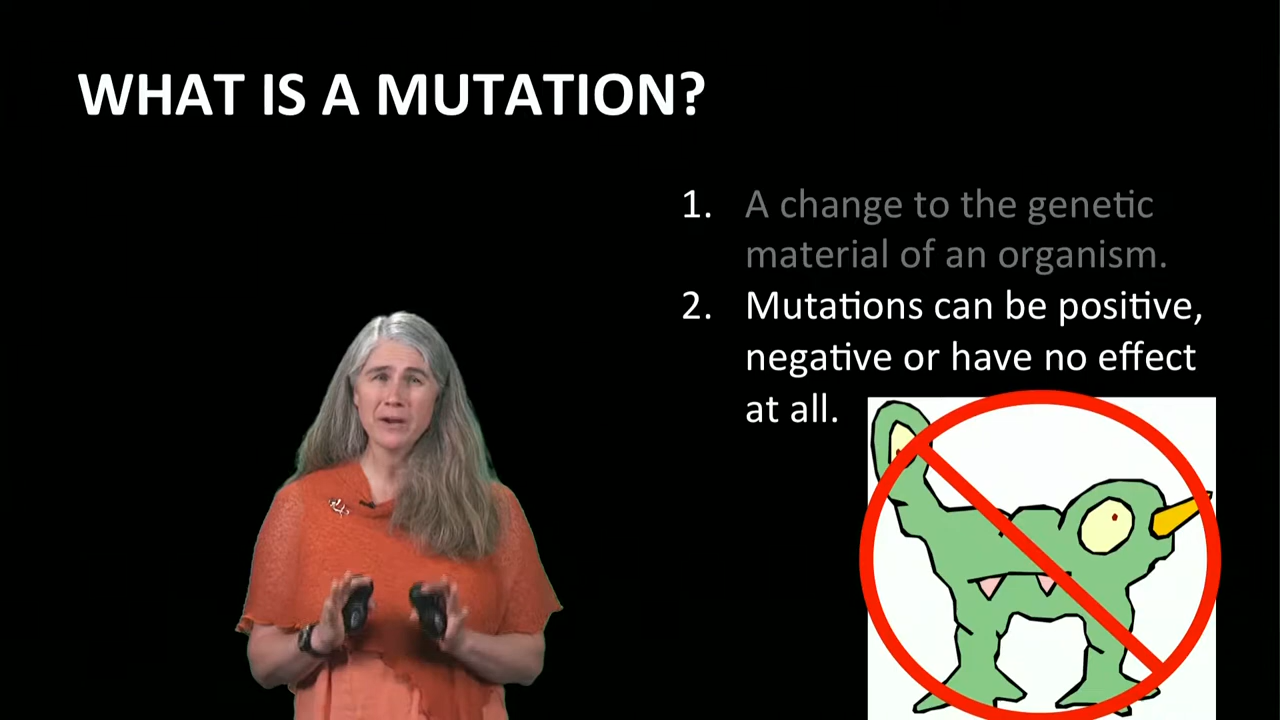 WHAT IS A MUTATION?
1. A change to the genetic
material of an organism.
2. Mutations can be positive,
negative or have no effect
at all.